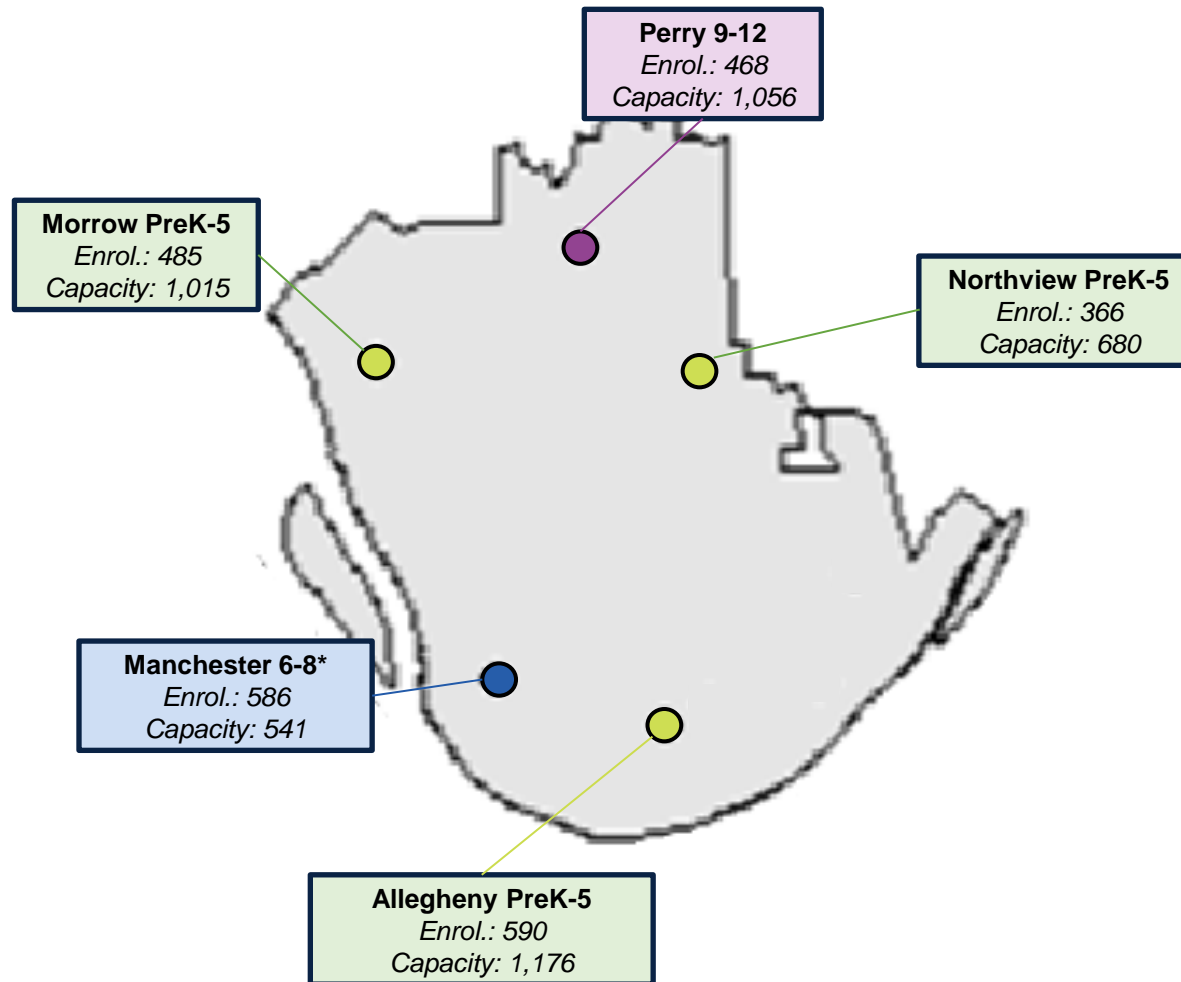 Perry 9-12
Enrol.: 468
Capacity: 1,056
Morrow PreK-5
Enrol.: 485
Capacity: 1,015
Northview PreK-5
Enrol.: 366
Capacity: 680
Manchester 6-8*
Enrol.: 586
Capacity: 541
Allegheny PreK-5
Enrol.: 590
Capacity: 1,176